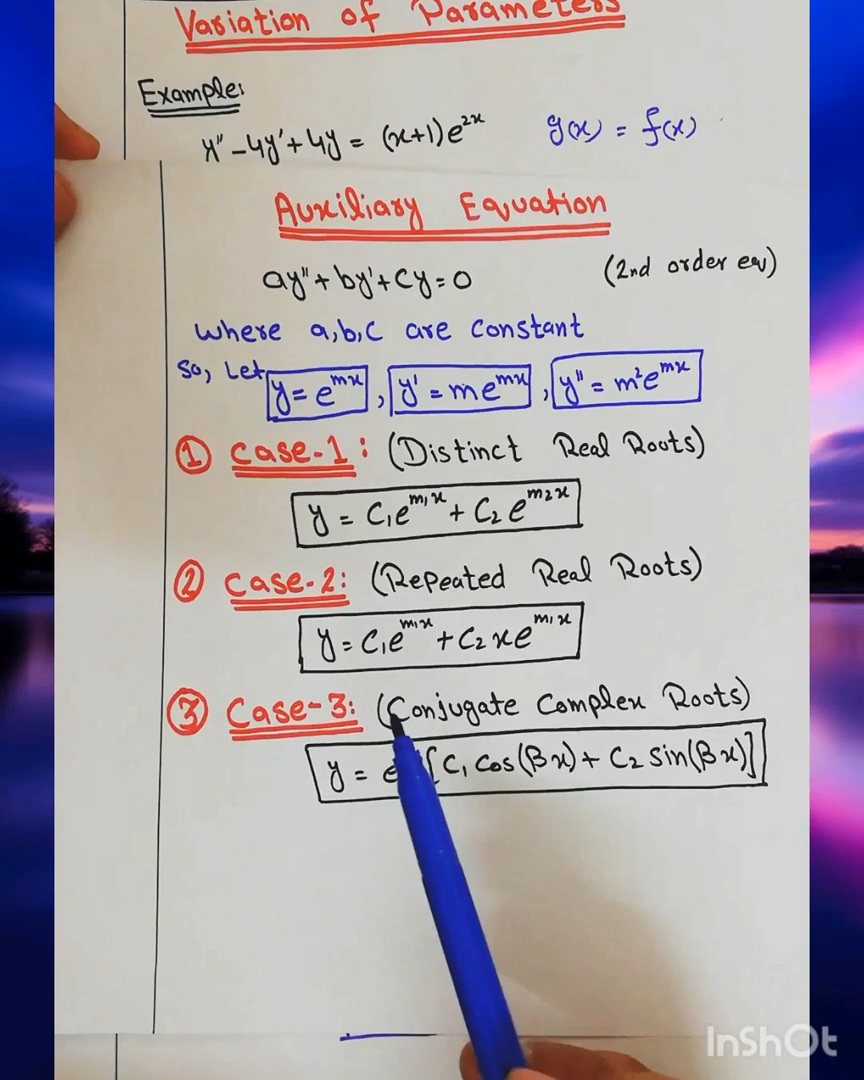 Variation of Parameters
Example:
y'' - 4y' + 4y = (x+1)e^2x   g(x) = f(x)
Auxiliary Equation
ay'' + by' + cy = 0   (2nd order eq)
where a,b,c are constant
So, Let y = e^mx , y' = me^mx , y'' = m²e^mx
① Case-1: (Distinct Real Roots)
y = C₁e^m₁x + C₂e^m₂x
② Case-2: (Repeated Real Roots)
y = C₁e^m₁x + C₂xe^m₁x
③ Case-3: (Conjugate Complex Roots)
y = e [C₁ cos(βx) + C₂ sin(βx)]
InShOt